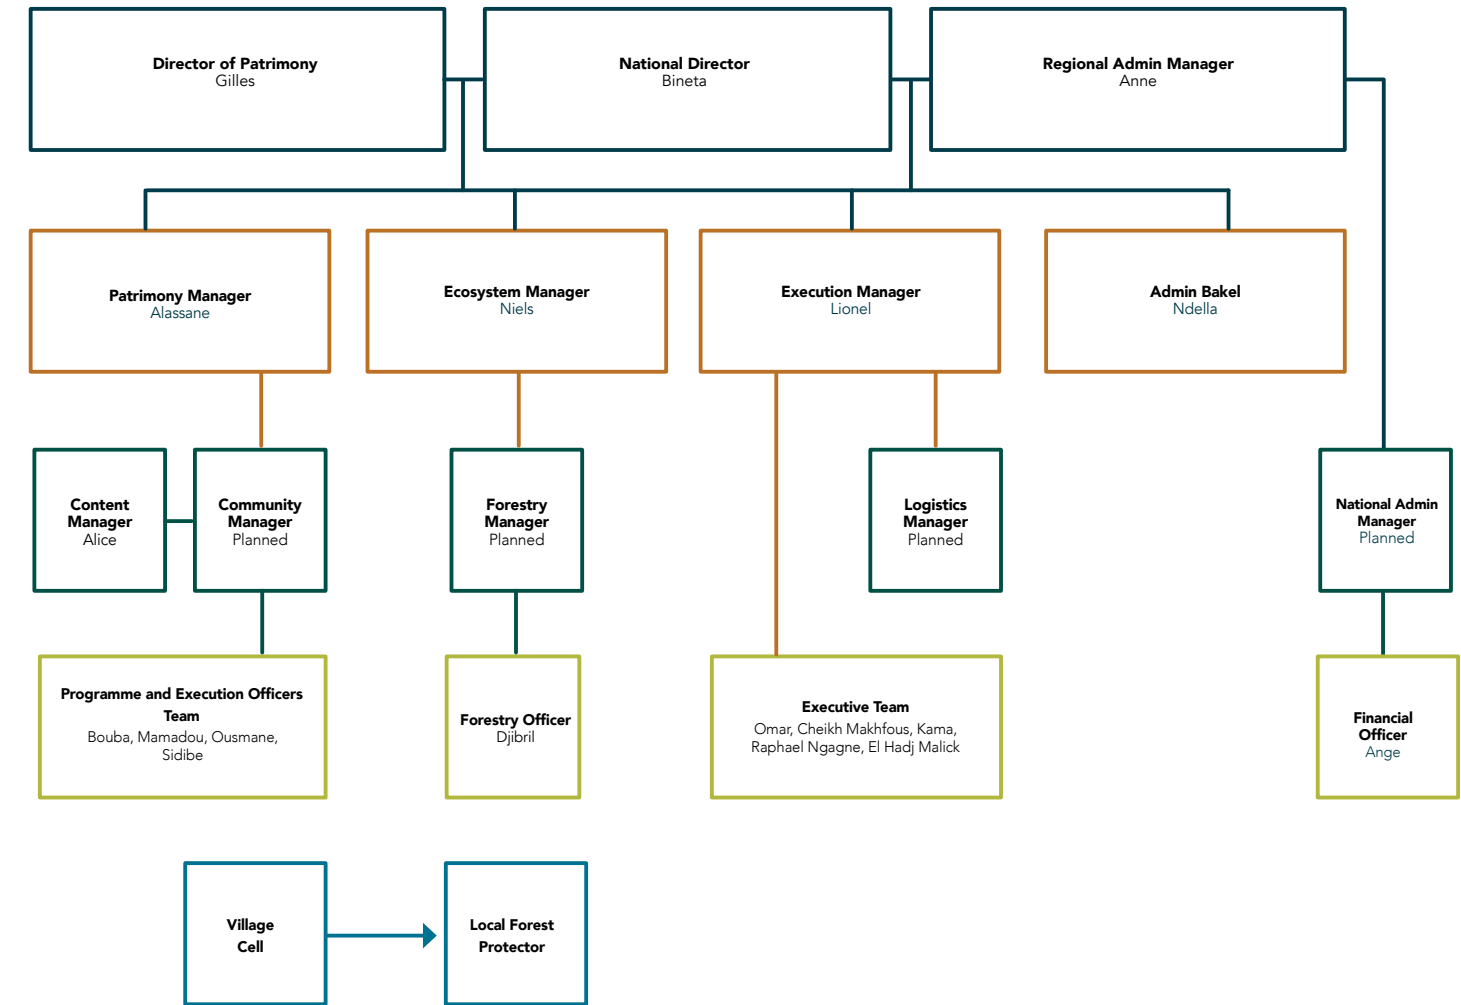 Director of Patrimony
Gilles
National Director
Bineta
Regional Admin Manager
Anne
Patrimony Manager
Alassane
Ecosystem Manager
Niels
Execution Manager
Lionel
Admin Bakel
Ndella
Content
Manager
Alice
Community
Manager
Planned
Forestry
Manager
Planned
Logistics
Manager
Planned
National Admin
Manager
Planned
Programme and Execution Officers
Team
Bouba, Mamadou, Ousmane,
Sidibe
Forestry Officer
Djibril
Executive Team
Omar, Cheikh Makhfous, Kama,
Raphael Ngagne, El Hadj Malick
Financial
Officer
Ange
Village
Cell
Local Forest
Protector